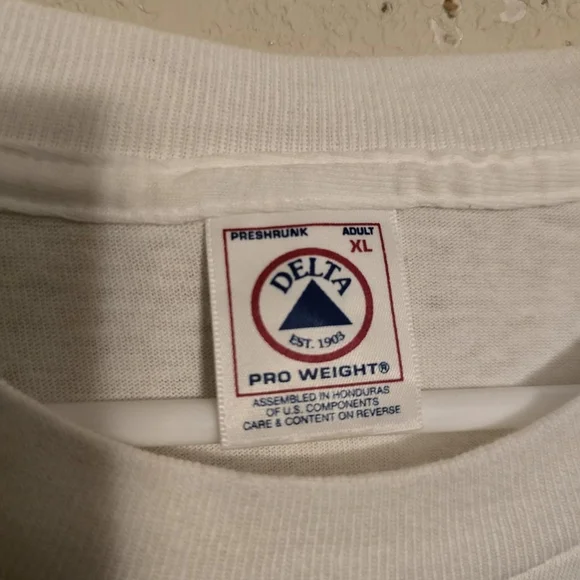 PRESHRUNK ADULT
XL
DELTA
EST. 1903
PRO WEIGHT®
ASSEMBLED IN HONDURAS
OF U.S. COMPONENTS
CARE & CONTENT ON REVERSE